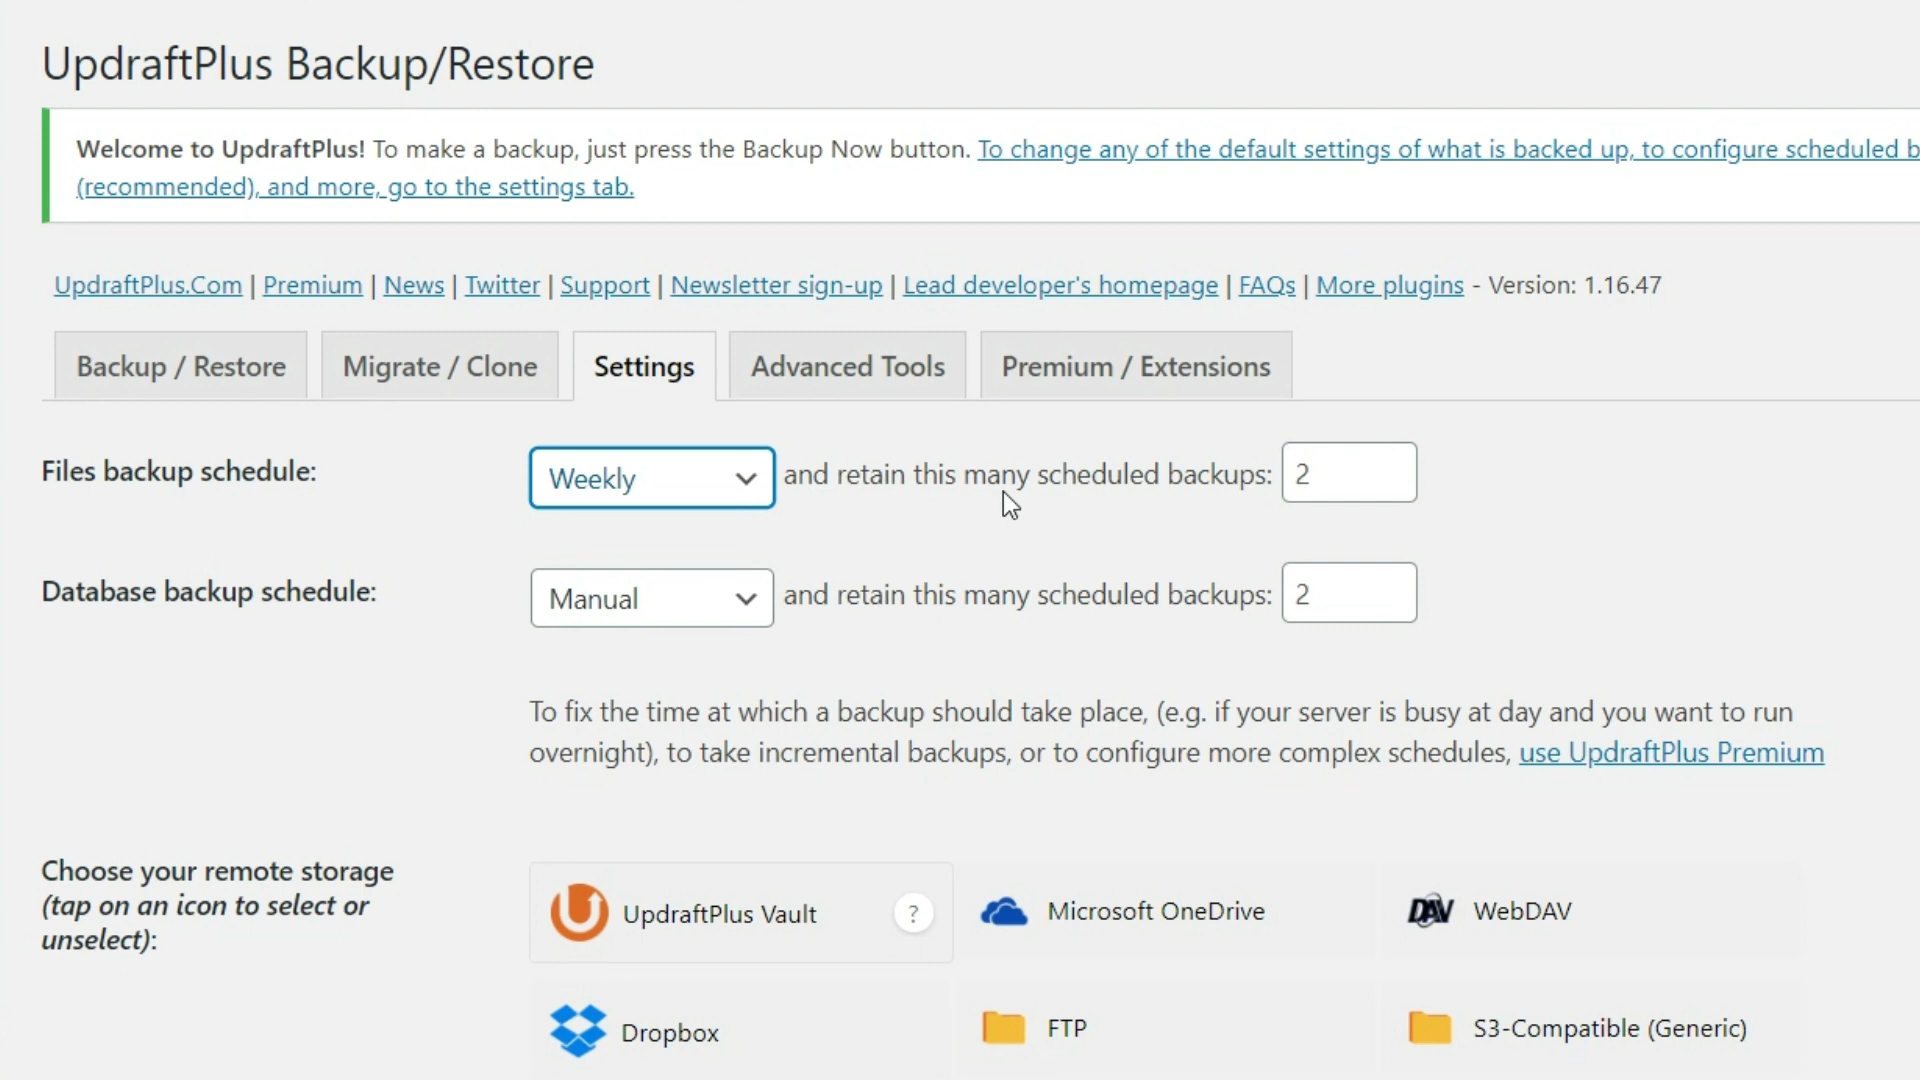 UpdraftPlus Backup/Restore
Welcome to UpdraftPlus! To make a backup, just press the Backup Now button. To change any of the default settings of what is backed up, to configure scheduled b
(recommended), and more, go to the settings tab.
UpdraftPlus.Com | Premium | News | Twitter | Support | Newsletter sign-up | Lead developer's homepage | FAQs | More plugins - Version: 1.16.47
Backup / Restore Migrate / Clone Settings Advanced Tools Premium / Extensions
Files backup schedule: Weekly and retain this many scheduled backups: 2
Database backup schedule: Manual and retain this many scheduled backups: 2
To fix the time at which a backup should take place, (e.g. if your server is busy at day and you want to run
overnight), to take incremental backups, or to configure more complex schedules, use UpdraftPlus Premium
Choose your remote storage
(tap on an icon to select or
unselect):
UpdraftPlus Vault ? Microsoft OneDrive DAV WebDAV
Dropbox FTP S3-Compatible (Generic)